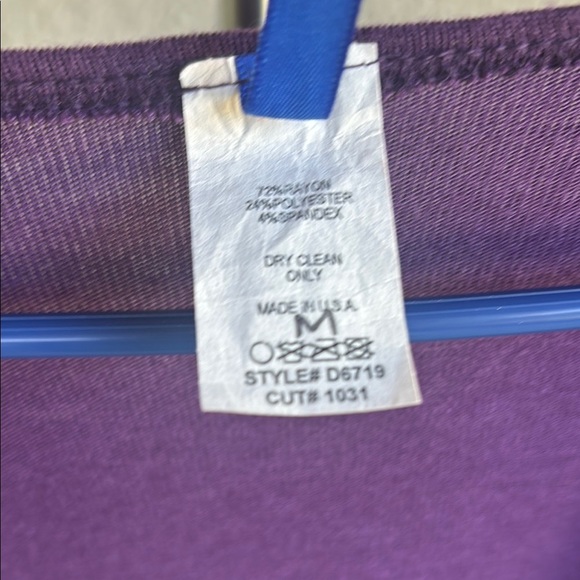 72%RAYON
24%POLYESTER
4%SPANDEX
DRY CLEAN
ONLY
MADE IN U.S.A.
M
STYLE# D6719
CUT# 1031